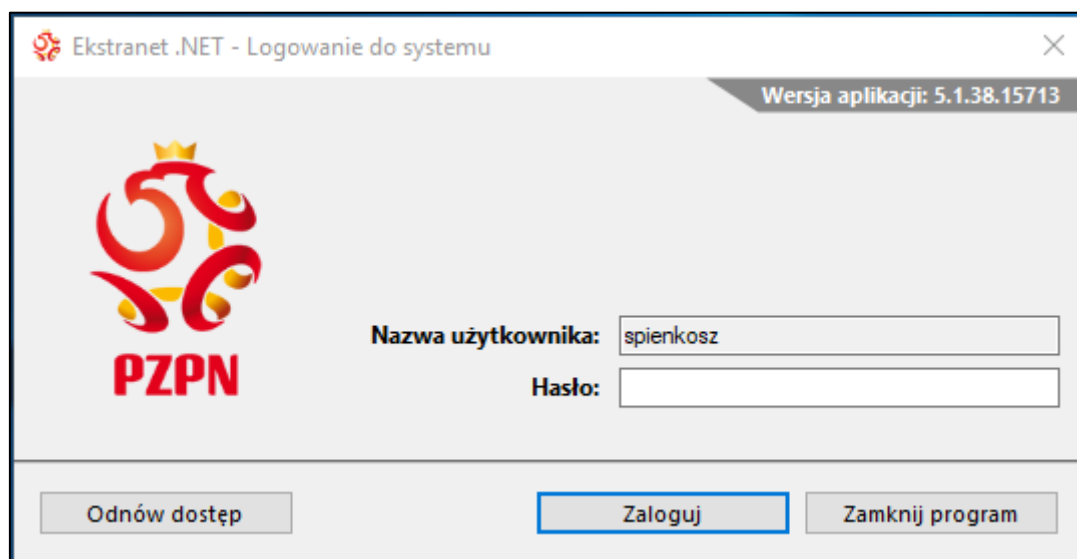 Ekstranet .NET - Logowanie do systemu
Wersja aplikacji: 5.1.38.15713
PZPN
Nazwa użytkownika: spienkosz
Hasło:
Odnów dostęp Zaloguj Zamknij program